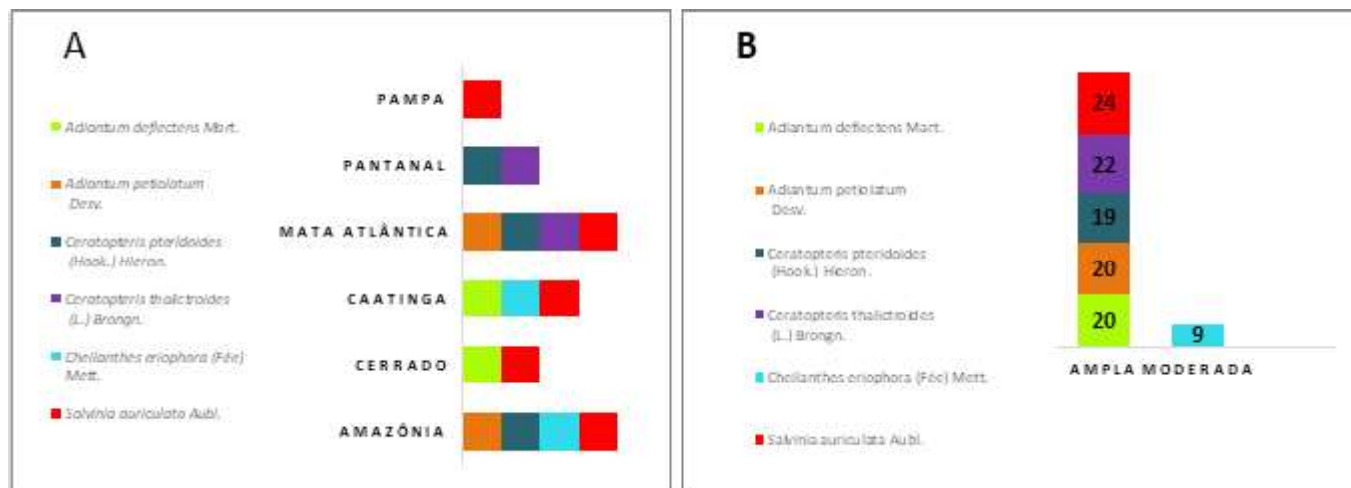 A
PAMPA
PANTANAL
MATA ATLÂNTICA
CAATINGA
CERRADO
AMAZÔNIA
Adiantum deflectens Mart.
Adiantum petiolatum
Desv.
Ceratopteris pteridoides
(Hook.) Hieron.
Ceratopteris thalictroides
(L.) Brongn.
Cheilanthes eriophora (Fée)
Mett.
Salvinia auriculata Aubl.
B
Adiantum deflectens Mart.
Adiantum petiolatum
Desv.
Ceratopteris pteridoides
(Hook.) Hieron.
Ceratopteris thalictroides
(L.) Brongn.
Cheilanthes eriophora (Fée) Mett.
Salvinia auriculata Aubl.
24
22
19
20
20
9
AMPLA MODERADA